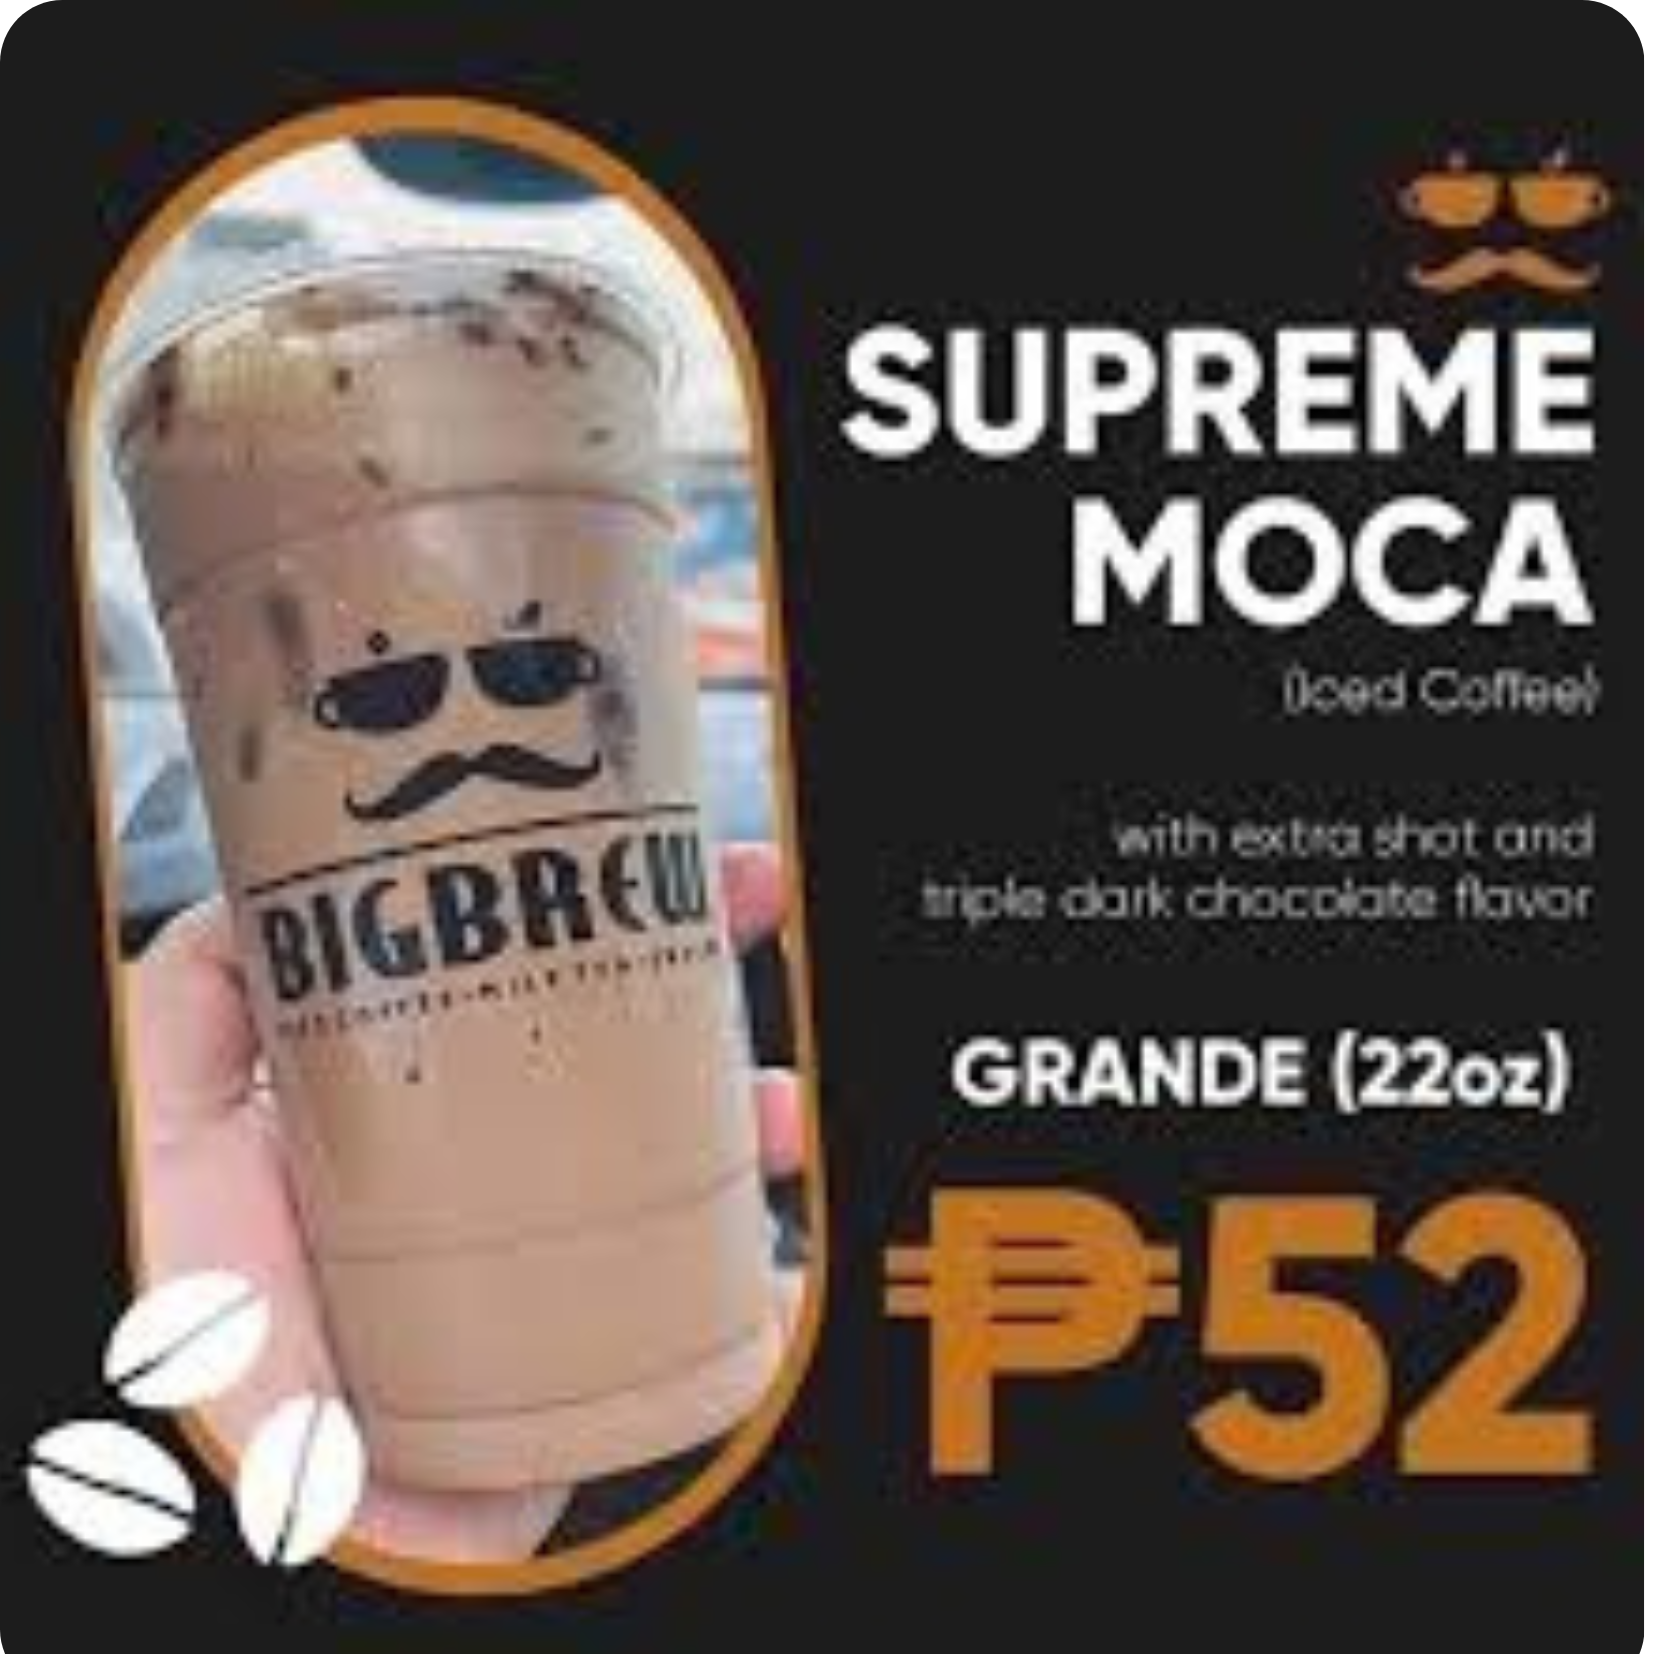 SUPREME
MOCA
(Iced Coffee)
with extra shot and
triple dark chocolate flavor
GRANDE (22oz)
₱52
BIGBREW